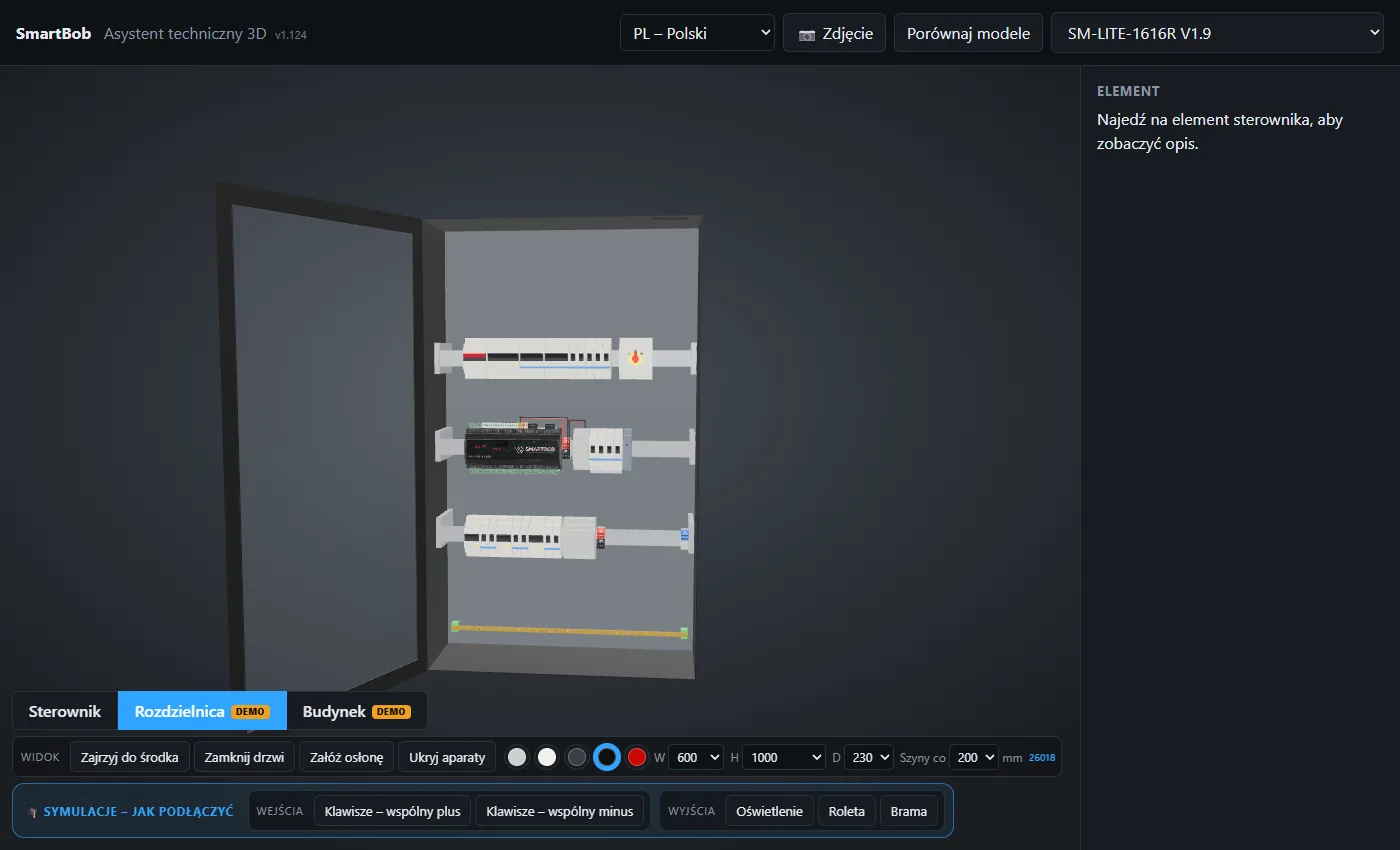 SmartBob Asystent techniczny 3D v1.124
PL – Polski
Zdjęcie
Porównaj modele
SM-LITE-1616R V1.9
ELEMENT
Najedź na element sterownika, aby
zobaczyć opis.
SMARTBOB
Sterownik
Rozdzielnica DEMO
Budynek DEMO
WIDOK Zajrzyj do środka Zamknij drzwi Załóż osłonę Ukryj aparaty W 600 H 1000 D 230 Szyny co 200 mm 26018
SYMULACJE – JAK PODŁĄCZYĆ WEJŚCIA Klawisze – wspólny plus Klawisze – wspólny minus WYJŚCIA Oświetlenie Roleta Brama